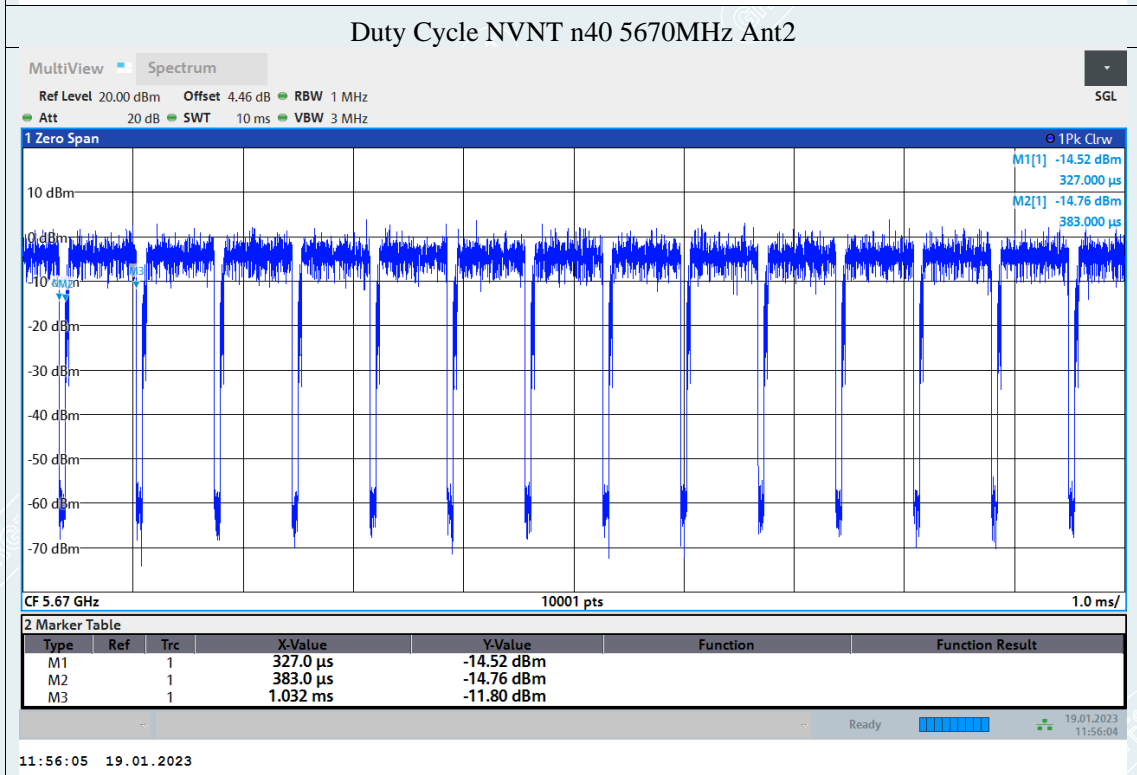 Duty Cycle NVNT n40 5670MHz Ant2
MultiView Spectrum
Ref Level 20.00 dBm Offset 4.46 dB RBW 1 MHz SGL
Att 20 dB SWT 10 ms VBW 3 MHz
1 Zero Span 1Pk Clrw
M1[1] -14.52 dBm
327.000 µs
10 dBm
M2[1] -14.76 dBm
383.000 µs
0 dBm
M3
M2
-10 dBm
-20 dBm
-30 dBm
-40 dBm
-50 dBm
-60 dBm
-70 dBm
CF 5.67 GHz 10001 pts 1.0 ms/
2 Marker Table
Type Ref Trc X-Value Y-Value Function Function Result
M1 1 327.0 µs -14.52 dBm
M2 1 383.0 µs -14.76 dBm
M3 1 1.032 ms -11.80 dBm
Ready 19.01.2023
11:56:04
11:56:05 19.01.2023